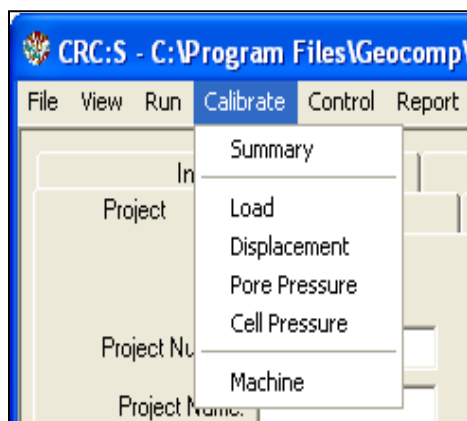 CRC:S - C:\Program Files\Geocomp\
File View Run Calibrate Control Report
Summary
In
Project
Load
Displacement
Pore Pressure
Cell Pressure
Project Nu
Machine
Project Name: